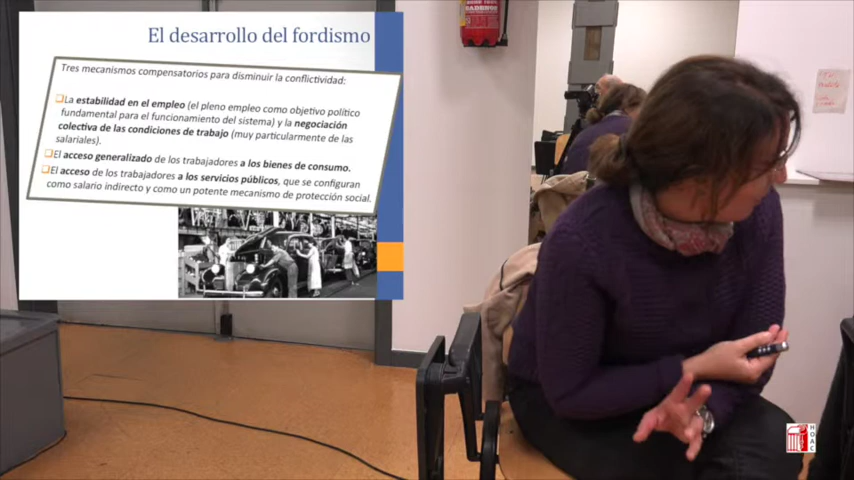 El desarrollo del fordismo
Tres mecanismos compensatorios para disminuir la conflictividad:
La estabilidad en el empleo (el pleno empleo como objetivo político
fundamental para el funcionamiento del sistema) y la negociación
colectiva de las condiciones de trabajo (muy particularmente de las
salariales).
El acceso generalizado de los trabajadores a los bienes de consumo.
El acceso de los trabajadores a los servicios públicos, que se configuran
como salario indirecto y como un potente mecanismo de protección social.
HOAC